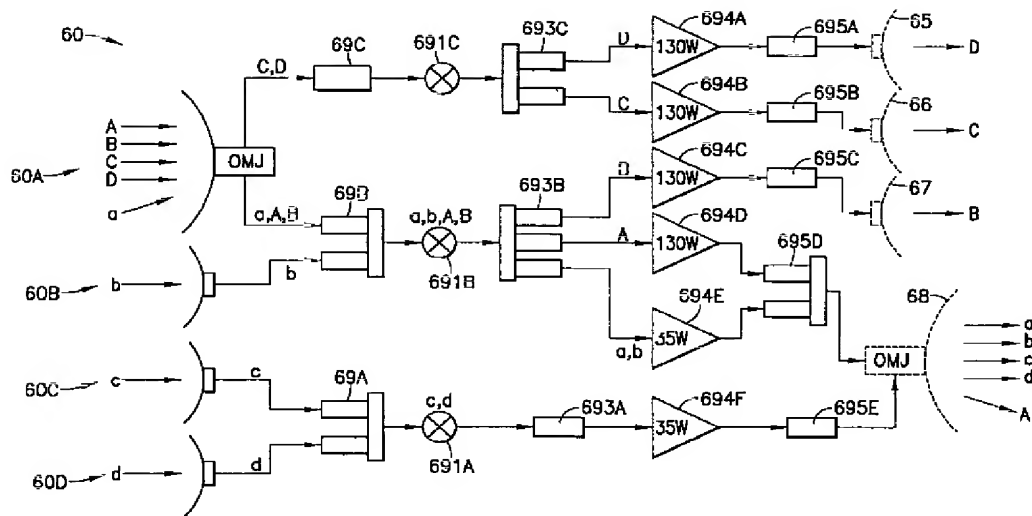 60
69C
691C
693C
694A
695A
65
C,D
D
130W
D
694B
695B
66
A
B
C
D
60A
a
OMJ
C
130W
C
694C
695C
67
69B
693B
B
130W
B
a,A,B
a,b,A,B
A
694D
130W
695D
60B
b
b
691B
694E
68
a,b
35W
OMJ
a
b
c
d
A
60C
c
c
69A
c,d
693A
694F
35W
695E
691A
60D
d
d